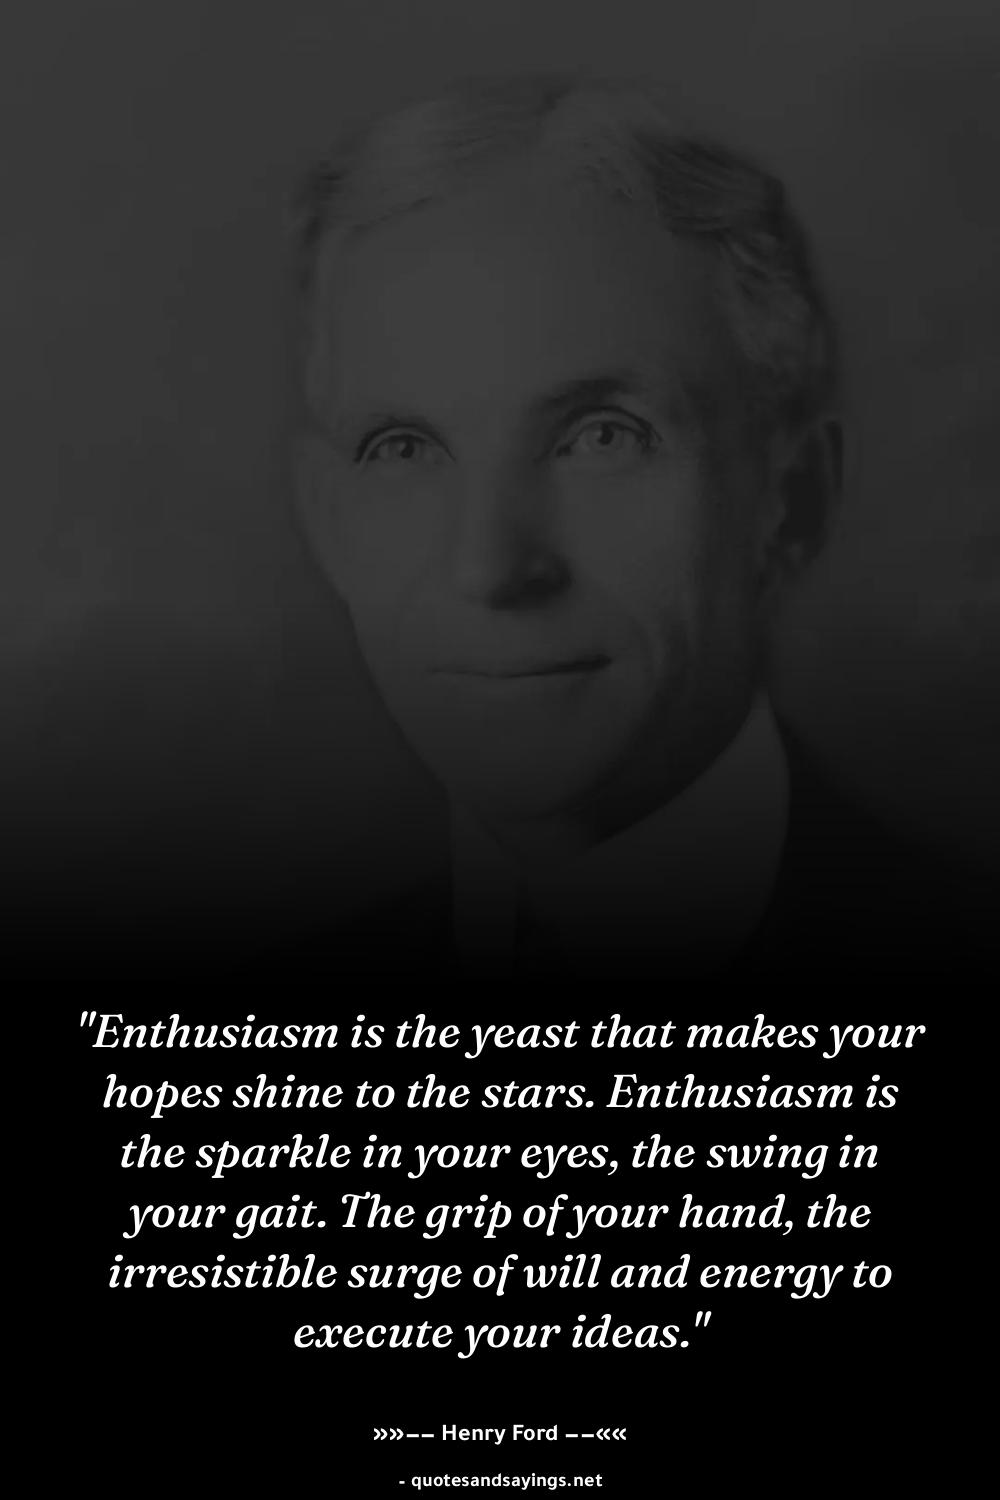 "Enthusiasm is the yeast that makes your
hopes shine to the stars. Enthusiasm is
the sparkle in your eyes, the swing in
your gait. The grip of your hand, the
irresistible surge of will and energy to
execute your ideas."
»»−− Henry Ford −−««
- quotesandsayings.net